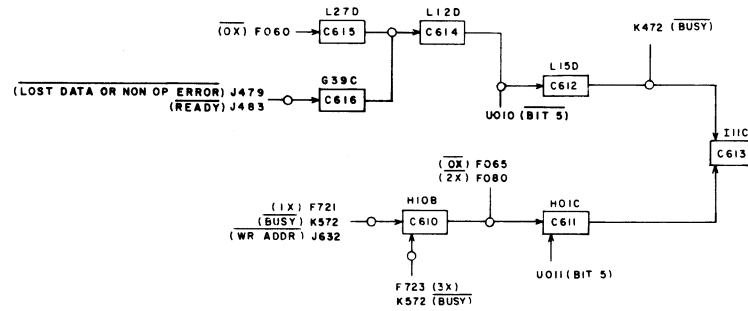 L27D
L12D
(OX) F060
C615
C614
K472 (BUSY)
G39C
L15D
(LOST DATA OR NON OP ERROR) J479
(READY) J483
C616
C612
U010 (BIT 5)
I11C
C613
(OX) F065
(2X) F080
(1X) F721
(BUSY) K572
(WR ADDR) J632
H10B
C610
H01C
C611
U011 (BIT 5)
F723 (3X)
K572 (BUSY)